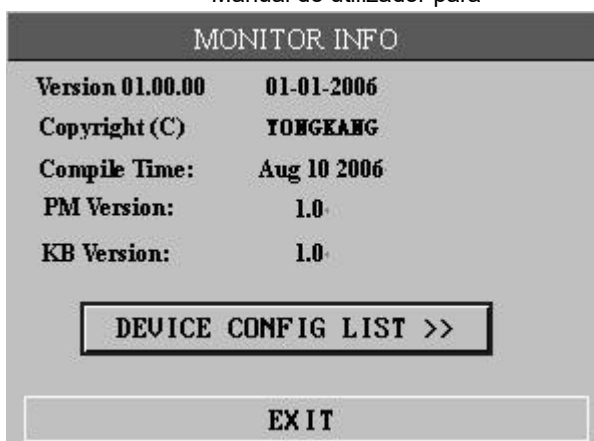 Manual do utilizador para
MONITOR INFO
Version 01.00.00 01-01-2006
Copyright (C) YONGKANG
Compile Time: Aug 10 2006
PM Version: 1.0
KB Version: 1.0
DEVICE CONFIG LIST >>
EXIT